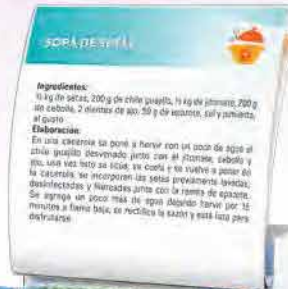 SOPA DE SETAS
Ingredientes:
½ kg de setas, 200 g de chile guajillo, ½ kg de jitomate, 200 g
de cebolla, 2 dientes de ajo, 50 g de epazote, sal y pimienta
al gusto
Elaboración:
En una cacerola se pone a hervir con un poco de agua el
chile guajillo desvenado junto con el jitomate, cebolla y
ajo, una vez listo se licúa, se cuela y se vuelve a poner en
la cacerola, se incorporan las setas previamente lavadas,
desinfectadas y fileteadas junto con la ramita de epazote.
Se agrega un poco más de agua dejando hervir por 15
minutos a flama baja, se rectifica la sazón y está lista para
disfrutarse.